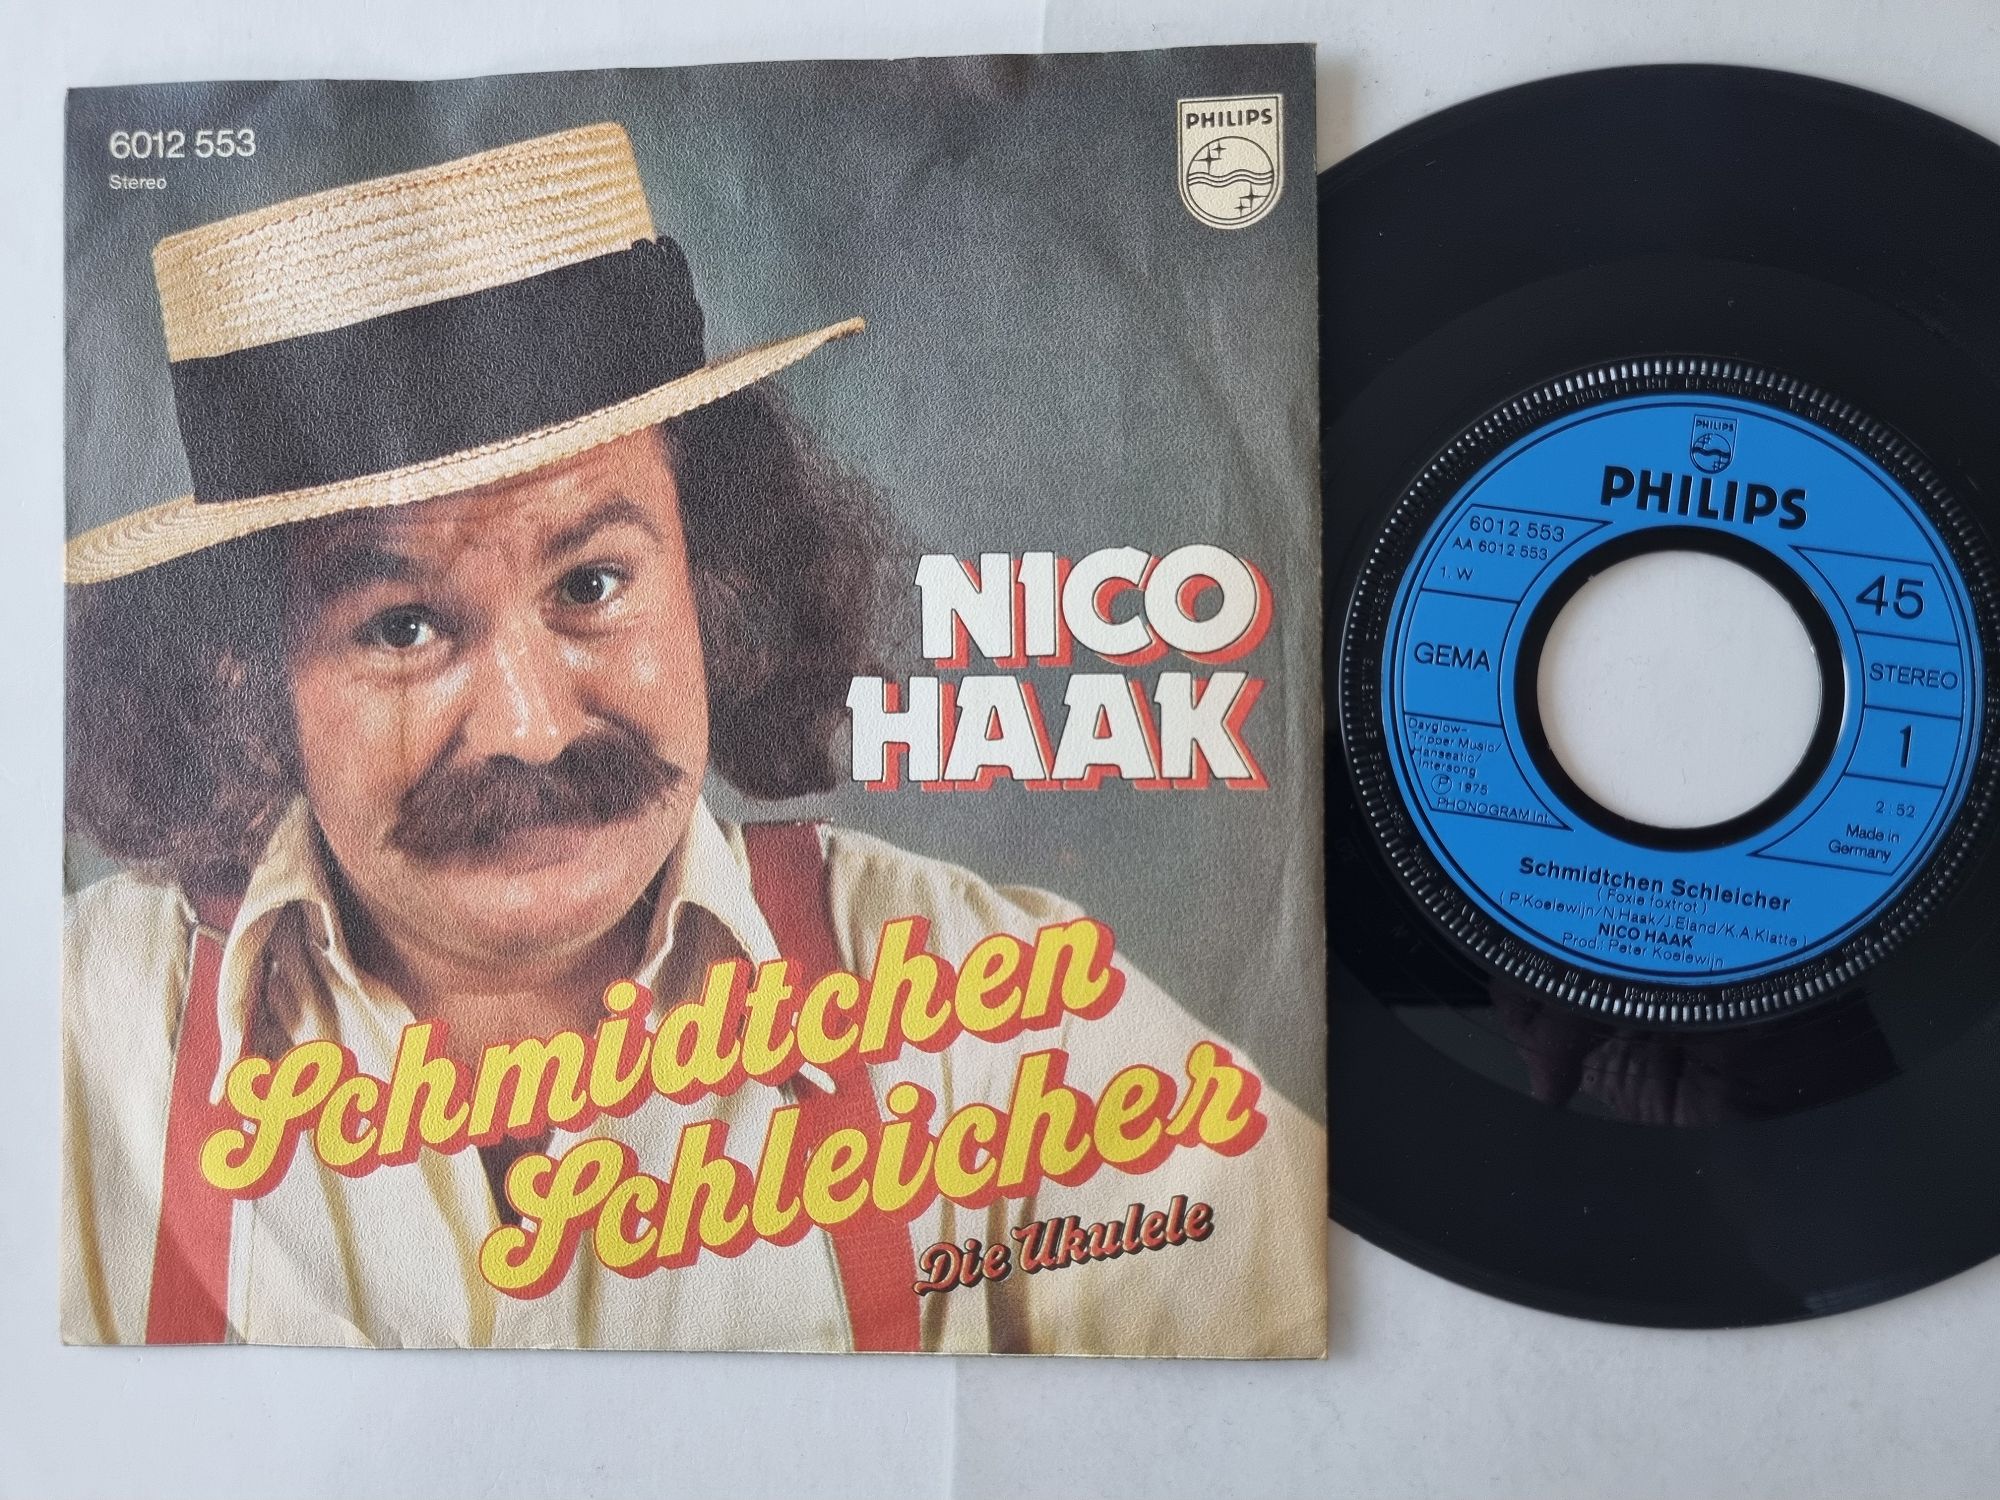 6012 553
Stereo
PHILIPS
NICO
HAAK
Schmidtchen
Schleicher
Die Ukulele
PHILIPS
PHILIPS
6012 553
AA 6012 553
1. W
GEMA
Dayglow-
Tripper Music/
Hanseatic/
Intersong
Ⓟ 1975
PHONOGRAM Int.
45
STEREO
1
2:52
Made in
Germany
Schmidtchen Schleicher
( Foxie foxtrot )
( P.Koelewijn/N.Haak/J.Eland/K.A.Klatte )
NICO HAAK
Prod.: Peter Koelewijn